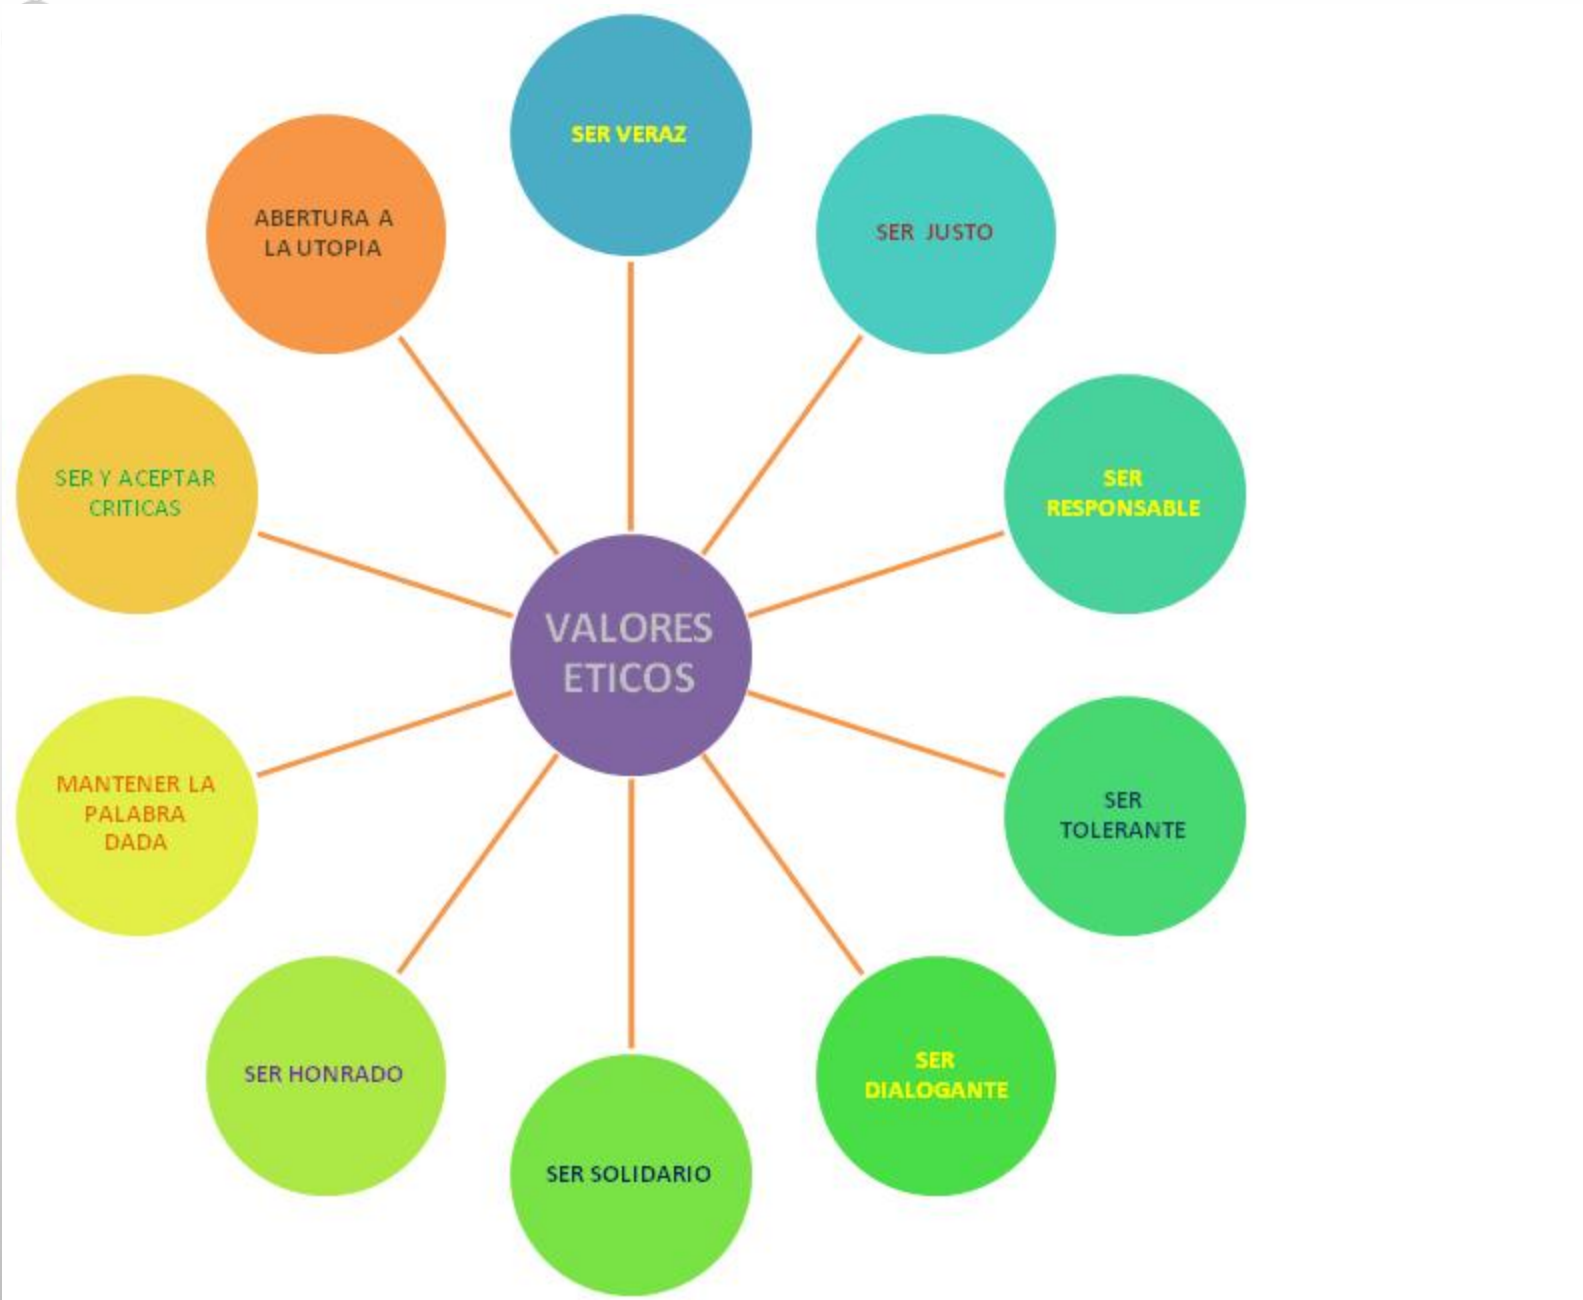 SER VERAZ
SER JUSTO
SER
RESPONSABLE
SER
TOLERANTE
SER
DIALOGANTE
SER SOLIDARIO
SER HONRADO
MANTENER LA
PALABRA
DADA
SER Y ACEPTAR
CRITICAS
ABERTURA A
LA UTOPIA
VALORES
ETICOS